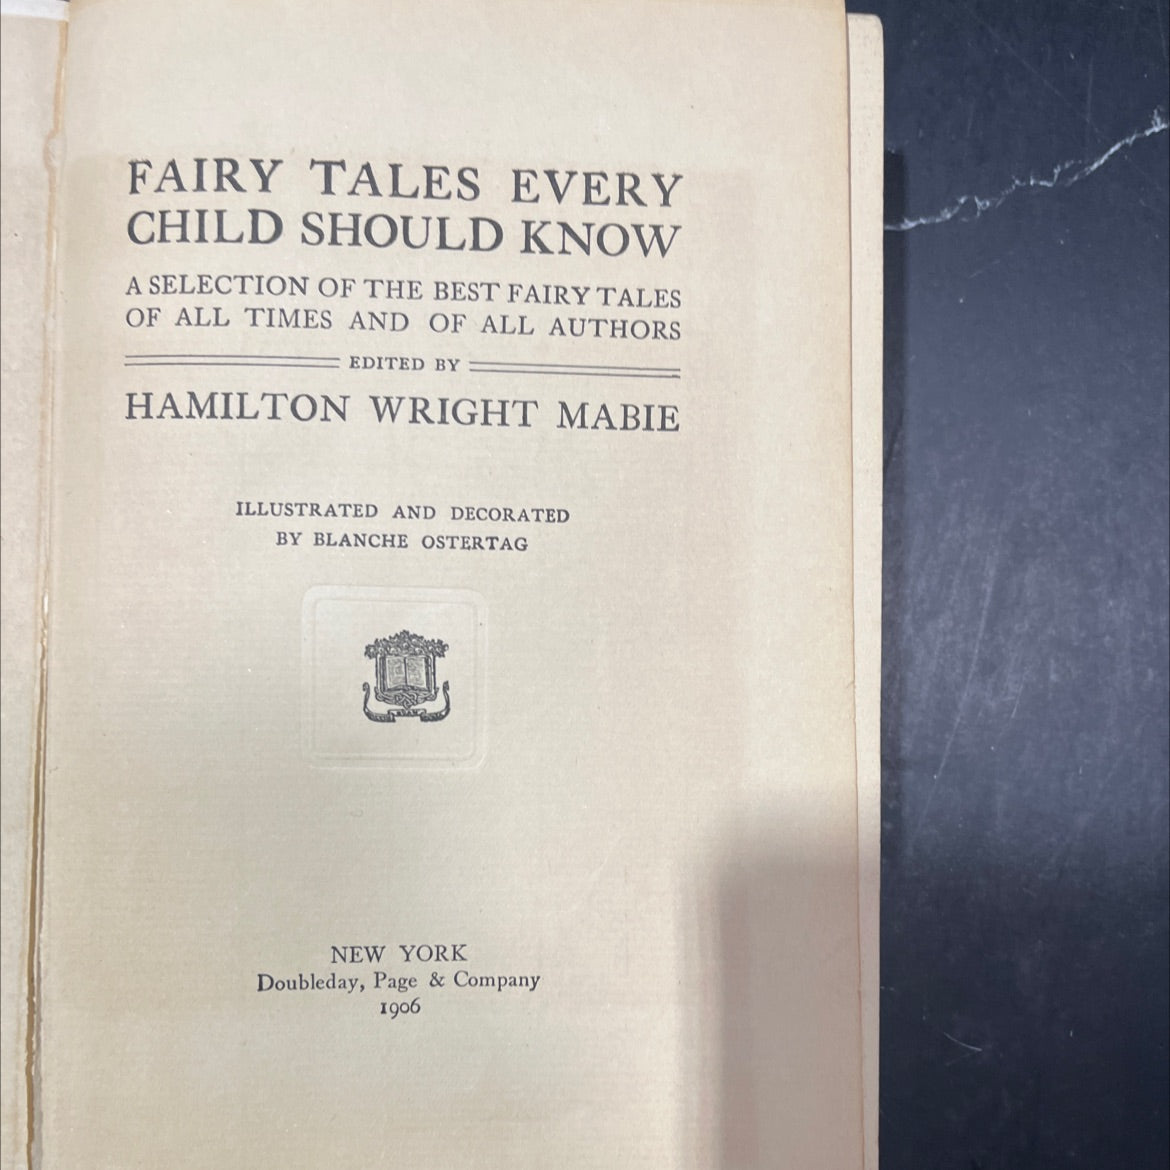 FAIRY TALES EVERY
CHILD SHOULD KNOW
A SELECTION OF THE BEST FAIRY TALES
OF ALL TIMES AND OF ALL AUTHORS
EDITED BY
HAMILTON WRIGHT MABIE
ILLUSTRATED AND DECORATED
BY BLANCHE OSTERTAG
NEW YORK
Doubleday, Page & Company
1906